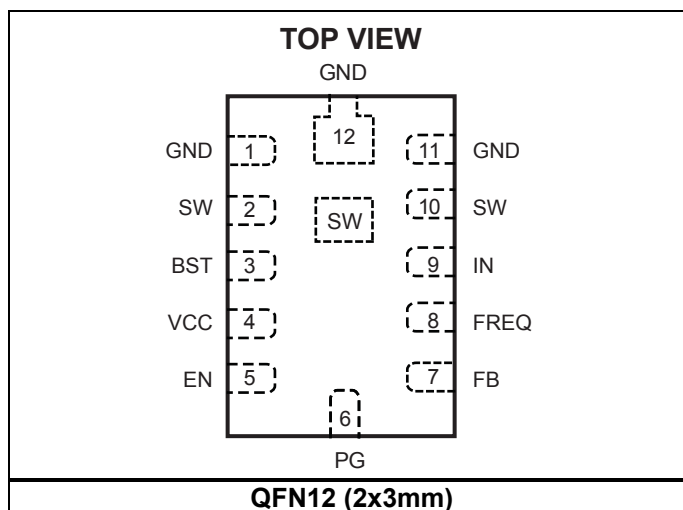 TOP VIEW
GND
12
GND 1
11 GND
SW 2
10 SW
SW
BST 3
9 IN
VCC 4
8 FREQ
EN 5
7 FB
6
PG
QFN12 (2x3mm)